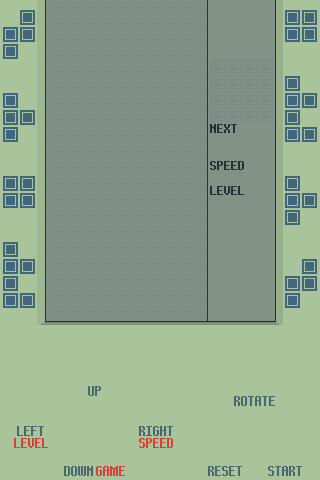 NEXT
SPEED
LEVEL
UP
ROTATE
LEFT RIGHT
LEVEL SPEED
DOWN GAME RESET START